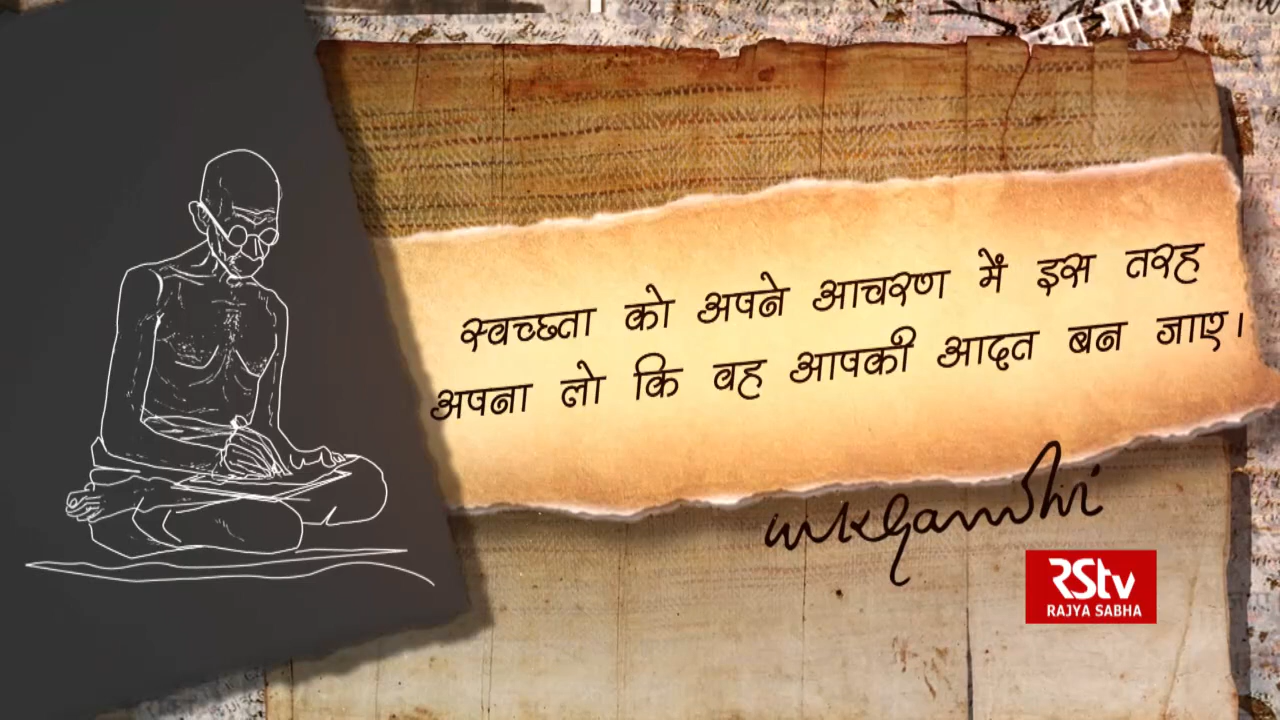 स्वच्छता को अपने आचरण में इस तरह
अपना लो कि वह आपकी आदत बन जाए।
mkGandhi
RStv
RAJYA SABHA